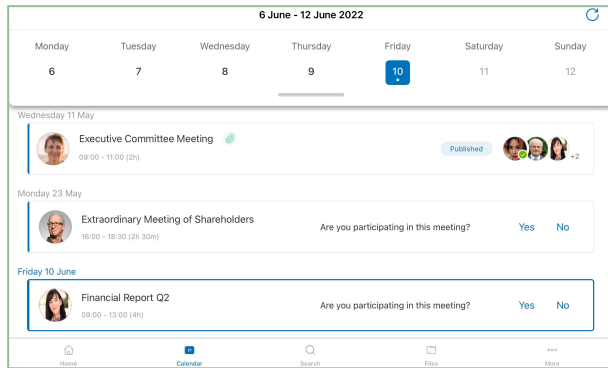 6 June - 12 June 2022
Monday Tuesday Wednesday Thursday Friday Saturday Sunday
6 7 8 9 10 11 12
Wednesday 11 May
Executive Committee Meeting
09:00 - 11:00 (2h)
Published
+2
Monday 23 May
Extraordinary Meeting of Shareholders
16:00 - 18:30 (2h 30m)
Are you participating in this meeting? Yes No
Friday 10 June
Financial Report Q2
09:00 - 13:00 (4h)
Are you participating in this meeting? Yes No
Home Calendar Search Files More